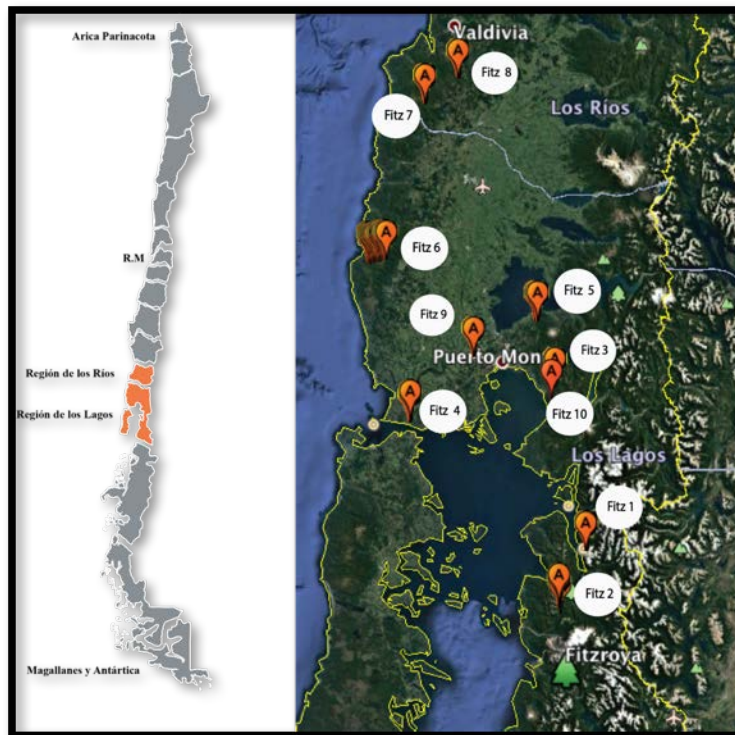 Arica Parinacota
R.M
Región de los Ríos
Región de los Lagos
Magallanes y Antártica
Valdivia
A
Fitz 8
A
Fitz 7
Los Ríos
A
Fitz 6
A
Fitz 5
Fitz 9
A
Puerto Mon
A
Fitz 3
A
Fitz 10
A
Fitz 4
Los Lagos
Fitz 1
A
A
Fitz 2
Fitzroya